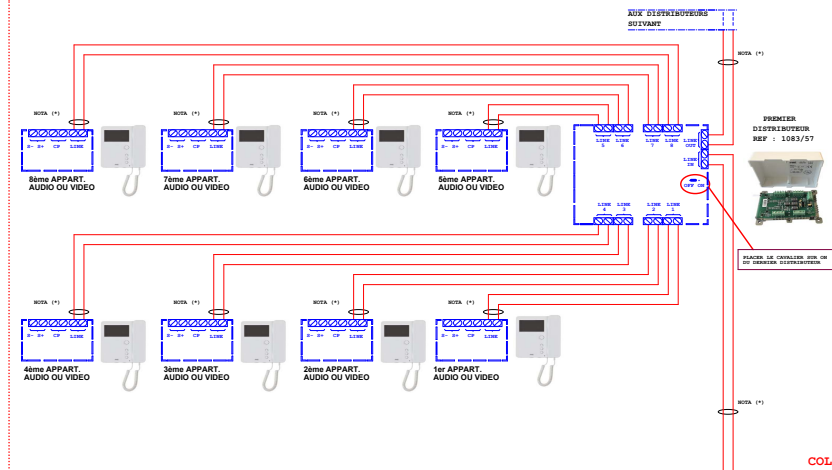 AUX DISTRIBUTEURS
SUIVANT
NOTA (*)
NOTA (*)
NOTA (*)
NOTA (*)
NOTA (*)
PREMIER
DISTRIBUTEUR
REF : 1083/57
LINE 5
LINE 6
LINE 7
LINE 8
LINE OUT
LINE IN
OFF ON
S- S+ CP LINE
S- S+ CP LINE
S- S+ CP LINE
S- S+ CP LINE
8ème APPART.
AUDIO OU VIDEO
7ème APPART.
AUDIO OU VIDEO
6ème APPART.
AUDIO OU VIDEO
5ème APPART.
AUDIO OU VIDEO
LINE 4
LINE 3
LINE 2
LINE 1
PLACER LE CAVALIER SUR ON
DU DERNIER DISTRIBUTEUR
NOTA (*)
NOTA (*)
NOTA (*)
NOTA (*)
S- S+ CP LINE
S- S+ CP LINE
S- S+ CP LINE
S- S+ CP LINE
4ème APPART.
AUDIO OU VIDEO
3ème APPART.
AUDIO OU VIDEO
2ème APPART.
AUDIO OU VIDEO
1er APPART.
AUDIO OU VIDEO
NOTA (*)
COL